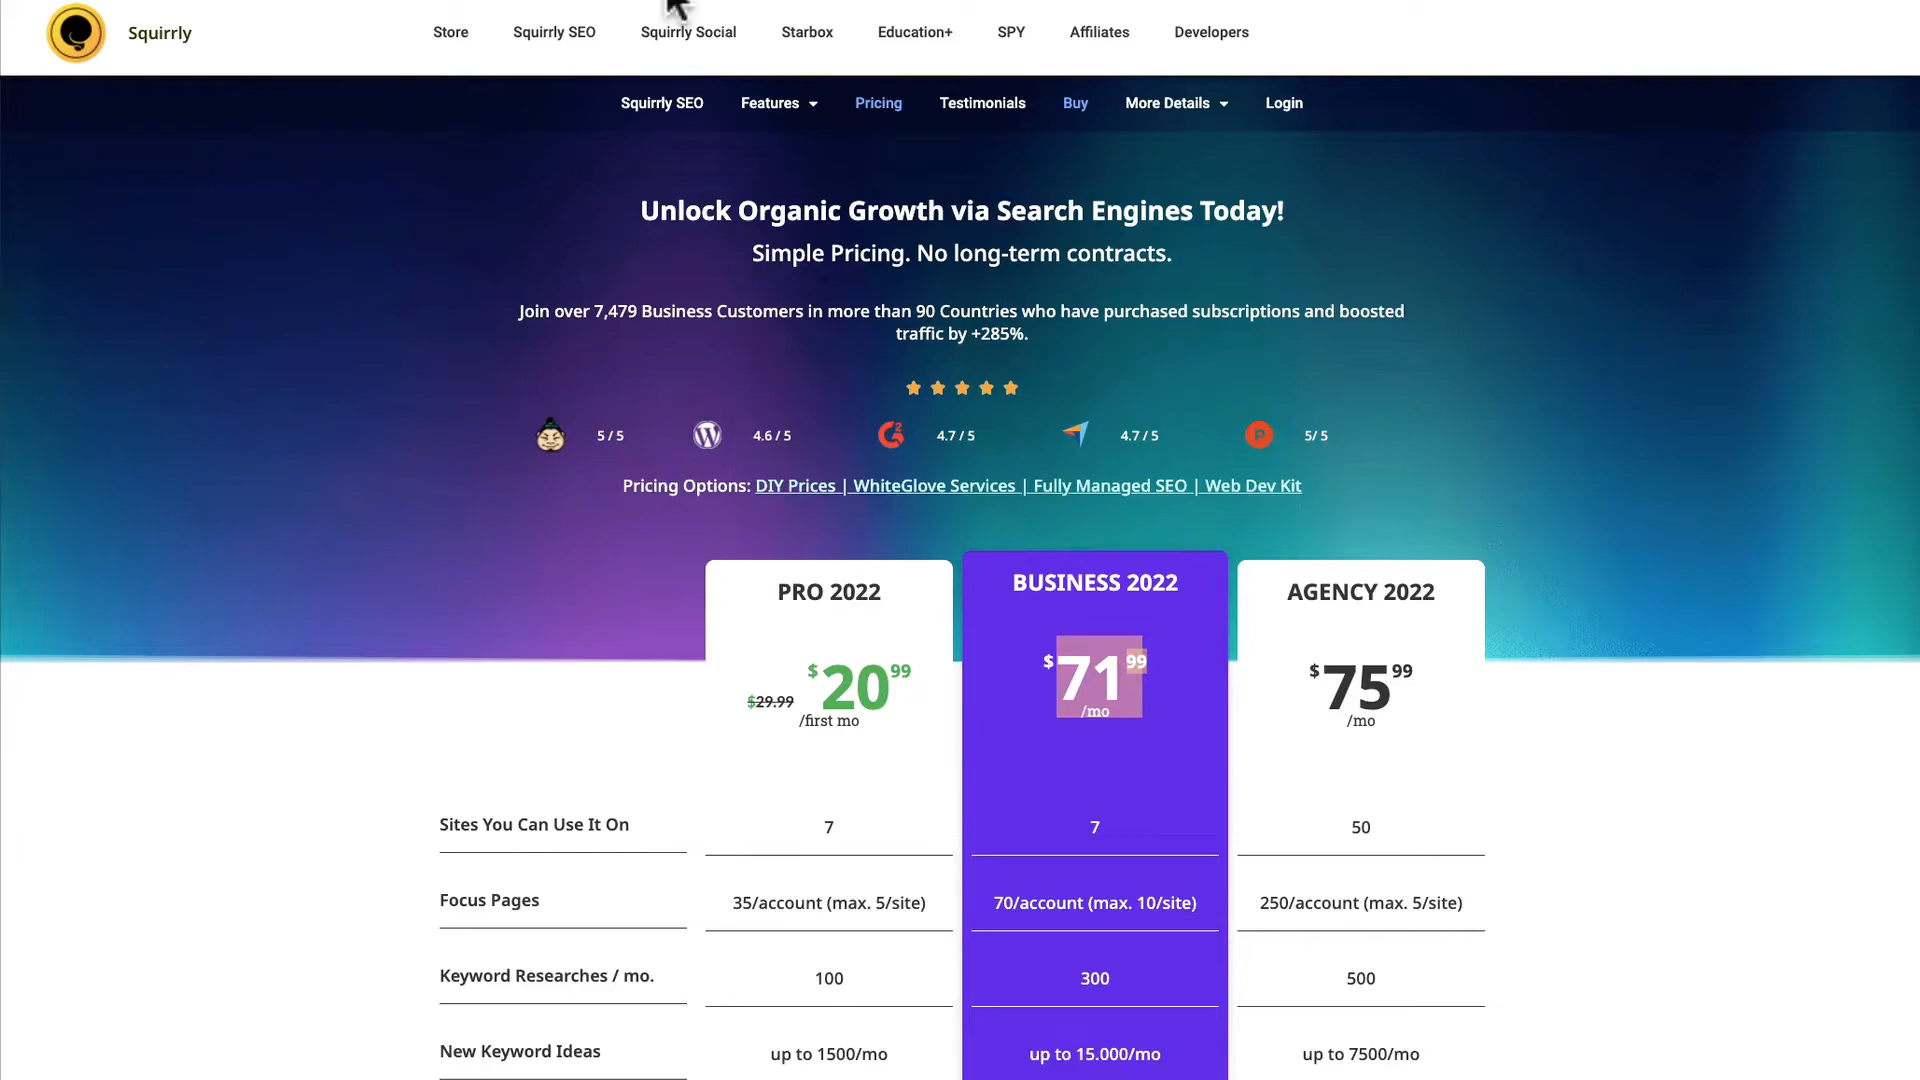 Squirrly
Store
Squirrly SEO
Squirrly Social
Starbox
Education+
SPY
Affiliates
Developers
Squirrly SEO
Features
Pricing
Testimonials
Buy
More Details
Login
Unlock Organic Growth via Search Engines Today!
Simple Pricing. No long-term contracts.
Join over 7,479 Business Customers in more than 90 Countries who have purchased subscriptions and boosted
traffic by +285%.
5 / 5
4.6 / 5
4.7 / 5
4.7 / 5
5/ 5
Pricing Options: DIY Prices | WhiteGlove Services | Fully Managed SEO | Web Dev Kit
PRO 2022
BUSINESS 2022
AGENCY 2022
$29.99 $20.99
/first mo
$71.99
/mo
$75.99
/mo
Sites You Can Use It On
7
7
50
Focus Pages
35/account (max. 5/site)
70/account (max. 10/site)
250/account (max. 5/site)
Keyword Researches / mo.
100
300
500
New Keyword Ideas
up to 1500/mo
up to 15.000/mo
up to 7500/mo